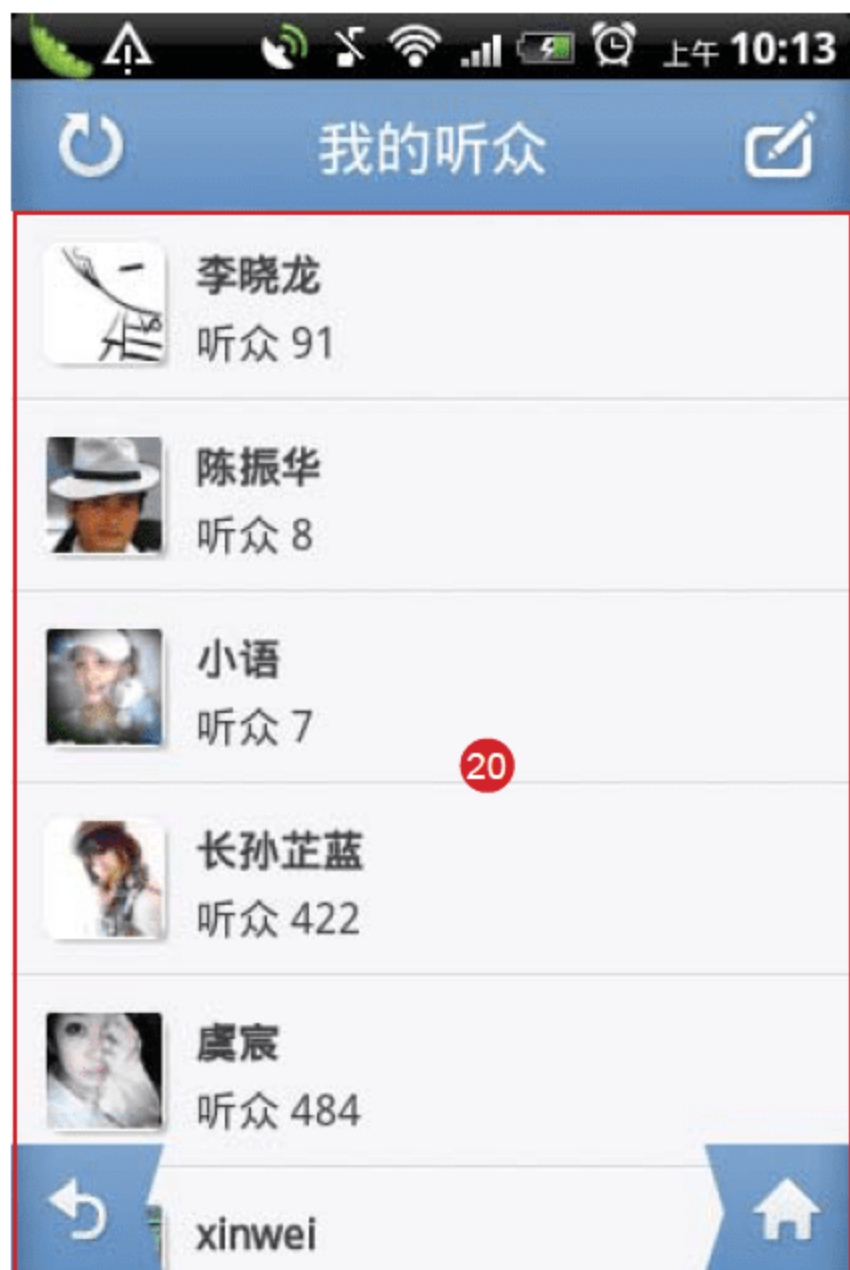 上午 10:13
我的听众
李晓龙
听众 91
陈振华
听众 8
小语
听众 7
20
长孙芷蓝
听众 422
虞宸
听众 484
xinwei